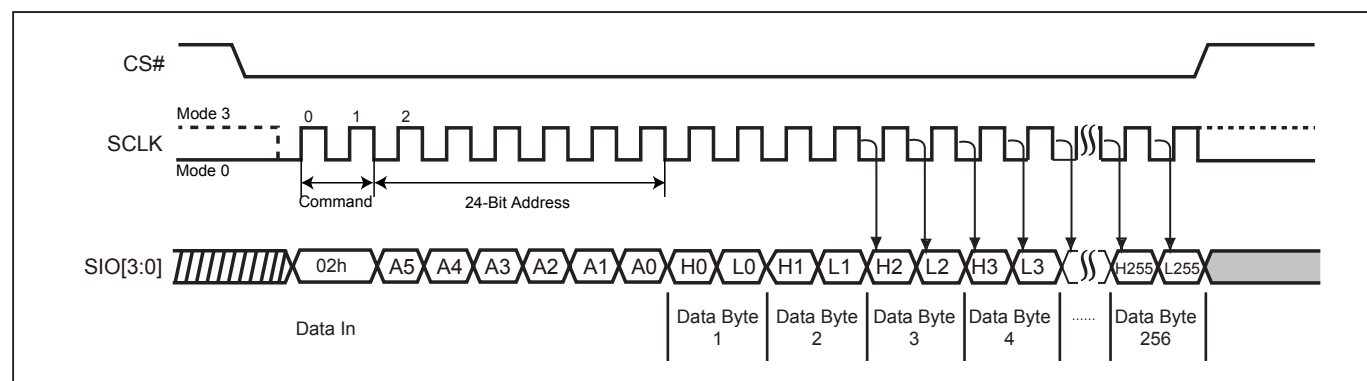 CS#
Mode 3
0 1 2
SCLK
Mode 0
Command 24-Bit Address
SIO[3:0] 02h A5 A4 A3 A2 A1 A0 H0 L0 H1 L1 H2 L2 H3 L3 H255 L255
Data In
Data Byte 1
Data Byte 2
Data Byte 3
Data Byte 4
......
Data Byte 256